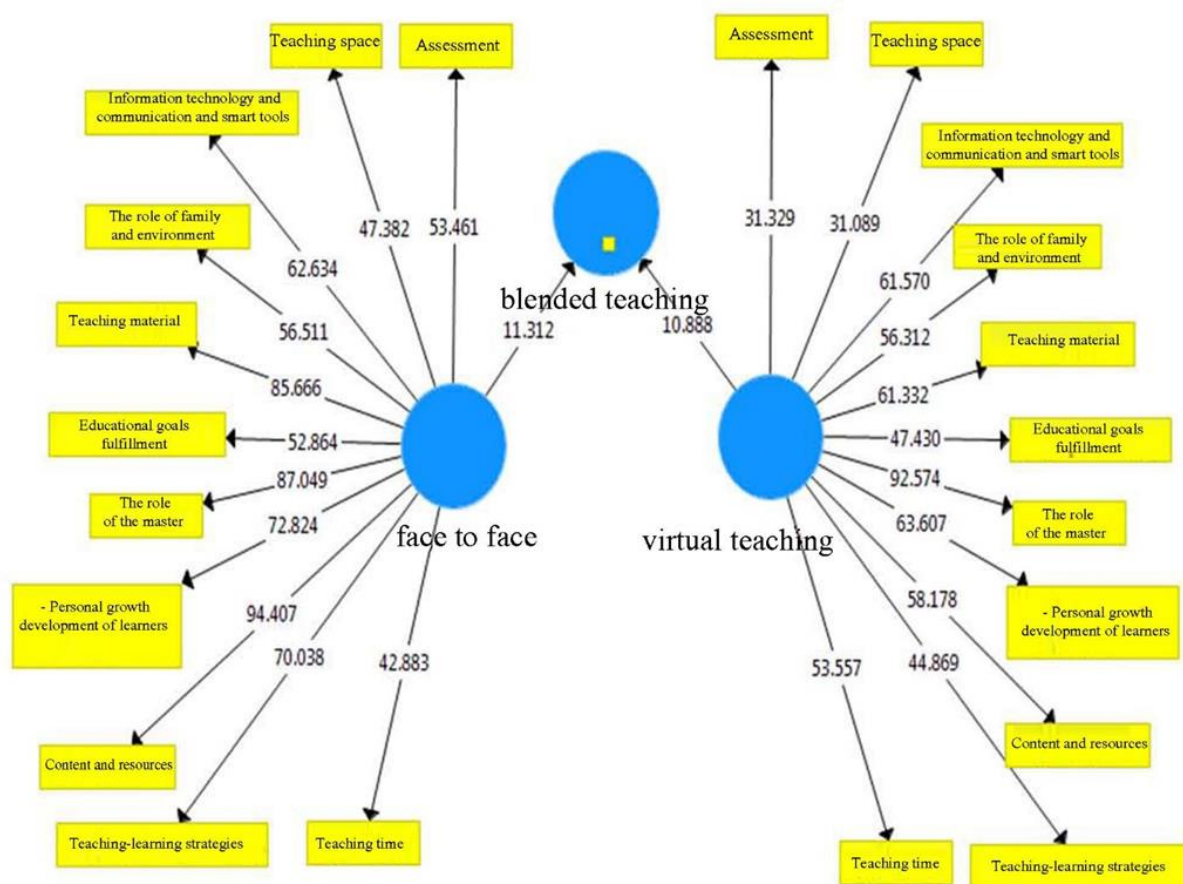 Teaching space
Assessment
Assessment
Teaching space
Information technology and
communication and smart tools
Information technology and
communication and smart tools
47.382
53.461
31.329
31.089
The role of family
and environment
The role of family
and environment
62.634
61.570
blended teaching
Teaching material
56.511
11.312
10.888
56.312
Teaching material
85.666
61.332
Educational goals
fulfillment
52.864
47.430
Educational goals
fulfillment
87.049
92.574
The role
of the master
72.824
63.607
The role
of the master
face to face
virtual teaching
- Personal growth
development of learners
94.407
58.178
- Personal growth
development of learners
70.038
42.883
53.557
44.869
Content and resources
Content and resources
Teaching-learning strategies
Teaching time
Teaching time
Teaching-learning strategies